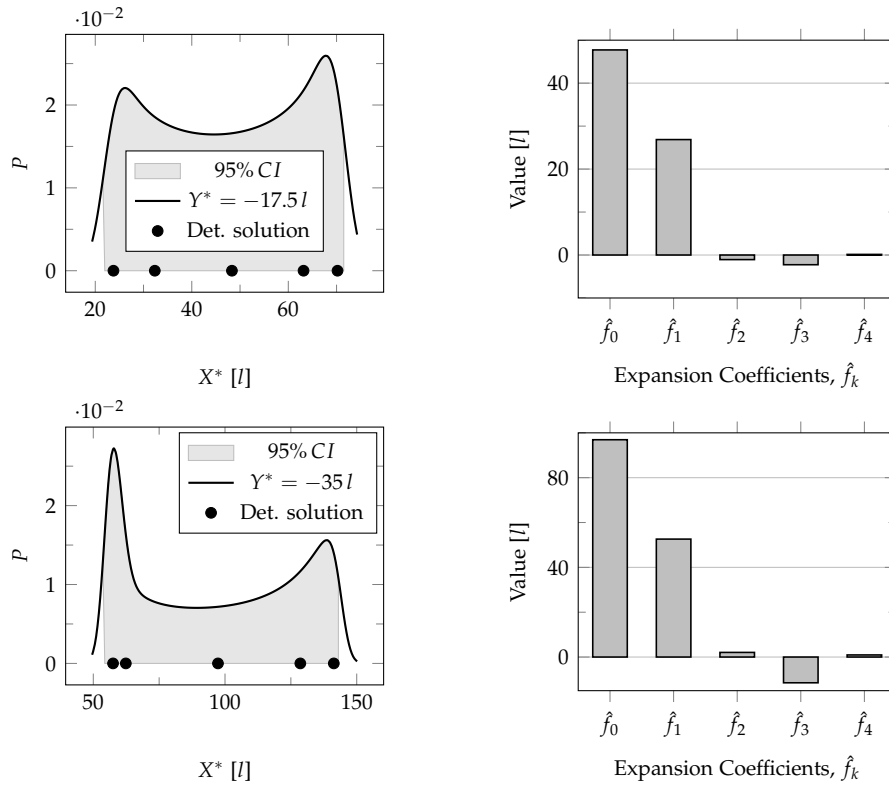 ·10⁻²
P
2
1
0
20 40 60
X* [l]
95% CI
Y* = −17.5 l
Det. solution
Value [l]
40
20
0
f̂₀ f̂₁ f̂₂ f̂₃ f̂₄
Expansion Coefficients, f̂ₖ
·10⁻²
P
2
1
0
50 100 150
X* [l]
95% CI
Y* = −35 l
Det. solution
Value [l]
80
40
0
f̂₀ f̂₁ f̂₂ f̂₃ f̂₄
Expansion Coefficients, f̂ₖ